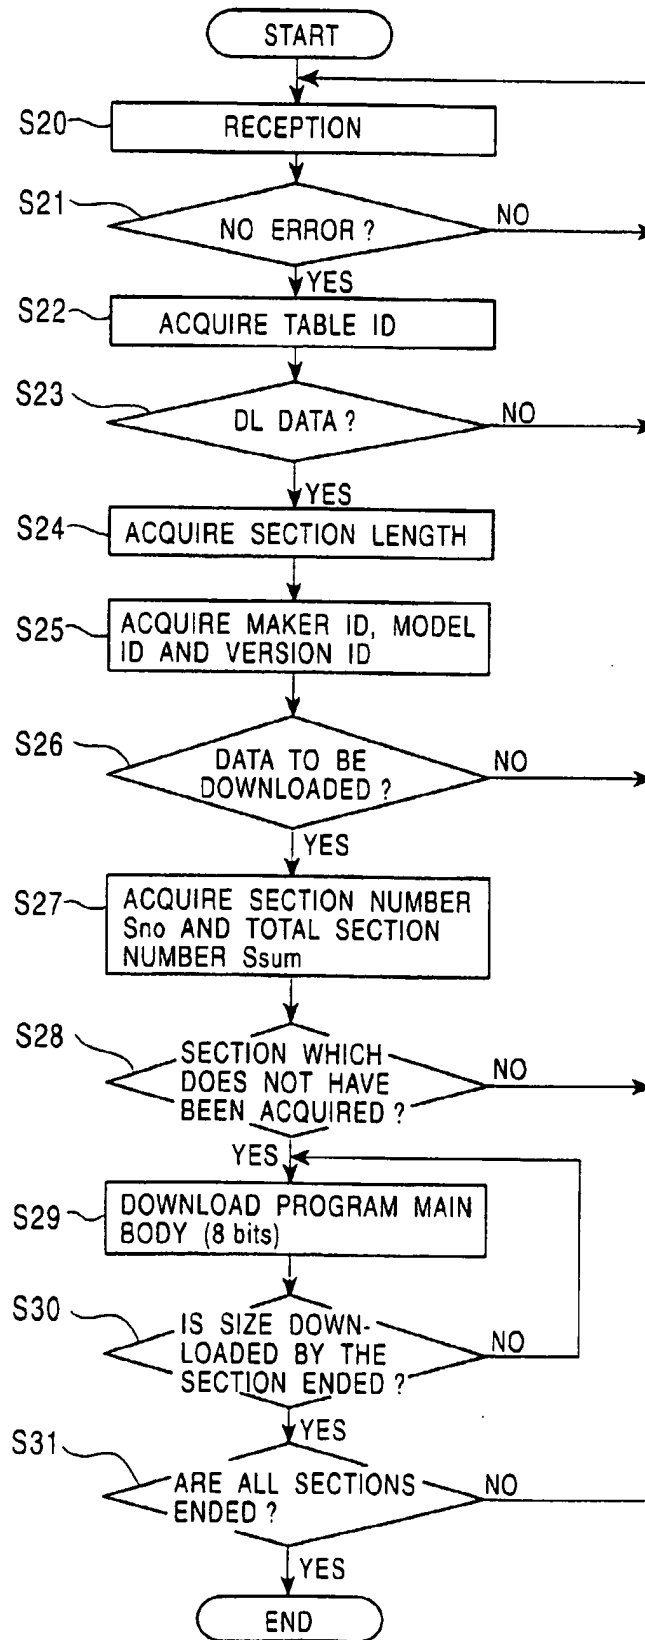 START
S20
RECEPTION
S21
NO ERROR?
NO
YES
S22
ACQUIRE TABLE ID
S23
DL DATA?
NO
YES
S24
ACQUIRE SECTION LENGTH
S25
ACQUIRE MAKER ID, MODEL
ID AND VERSION ID
S26
DATA TO BE
DOWNLOADED?
NO
YES
S27
ACQUIRE SECTION NUMBER
Sno AND TOTAL SECTION
NUMBER Ssum
S28
SECTION WHICH
DOES NOT HAVE
BEEN ACQUIRED?
NO
YES
S29
DOWNLOAD PROGRAM MAIN
BODY (8 bits)
S30
IS SIZE DOWN-
LOADED BY THE
SECTION ENDED?
NO
YES
S31
ARE ALL SECTIONS
ENDED?
NO
YES
END